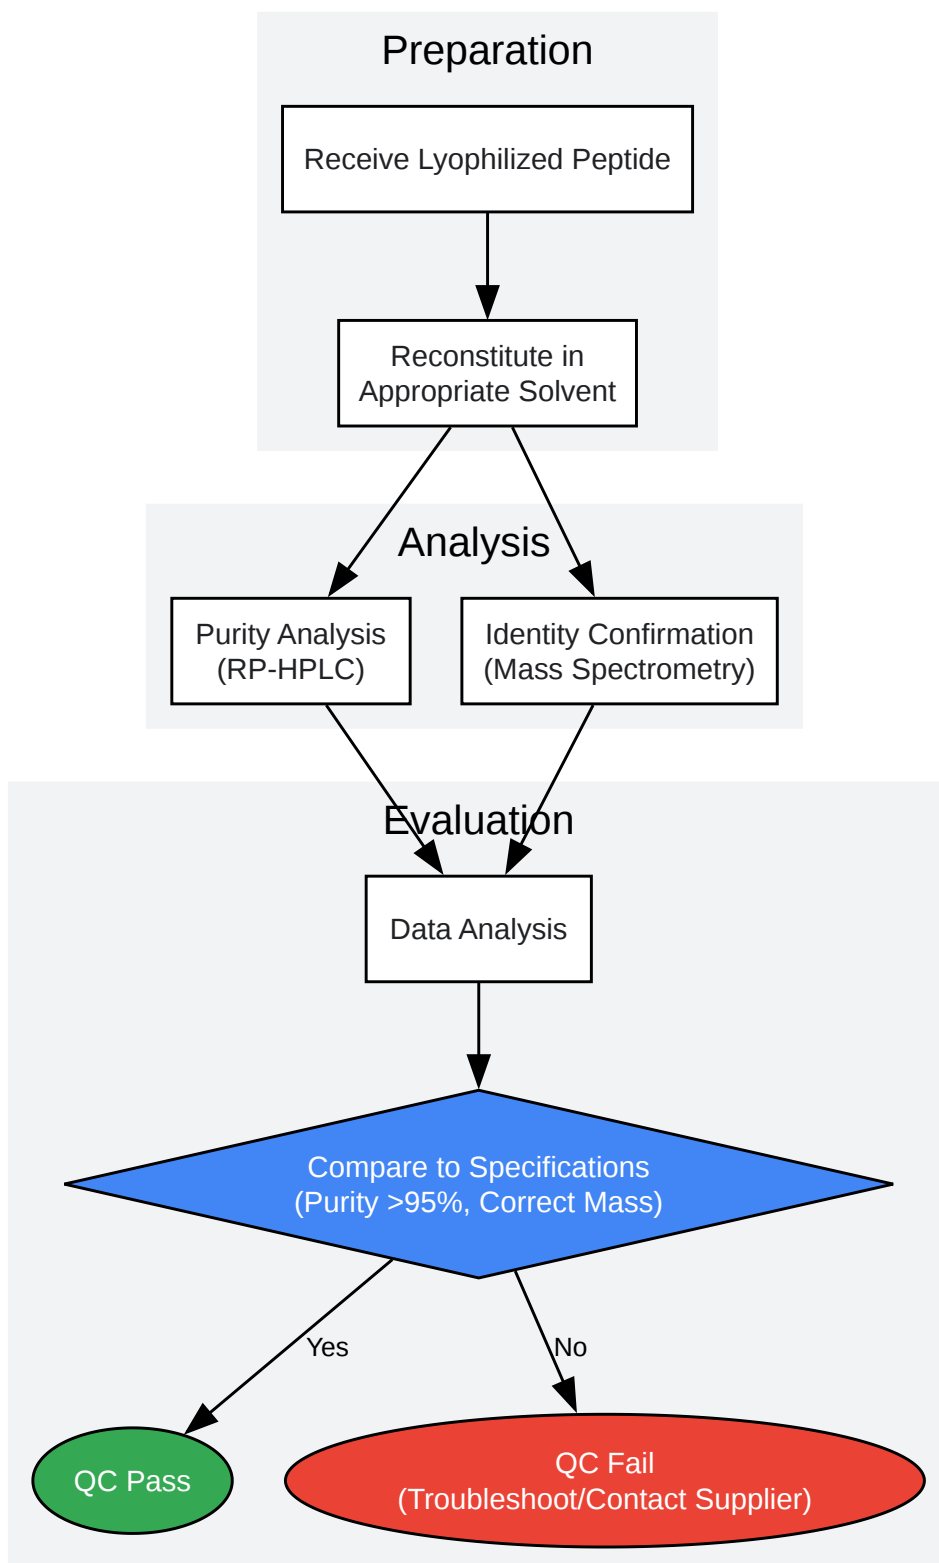 Preparation
Receive Lyophilized Peptide
Reconstitute in
Appropriate Solvent
Analysis
Purity Analysis
(RP-HPLC)
Identity Confirmation
(Mass Spectrometry)
Evaluation
Data Analysis
Compare to Specifications
(Purity >95%, Correct Mass)
Yes
No
QC Pass
QC Fail
(Troubleshoot/Contact Supplier)